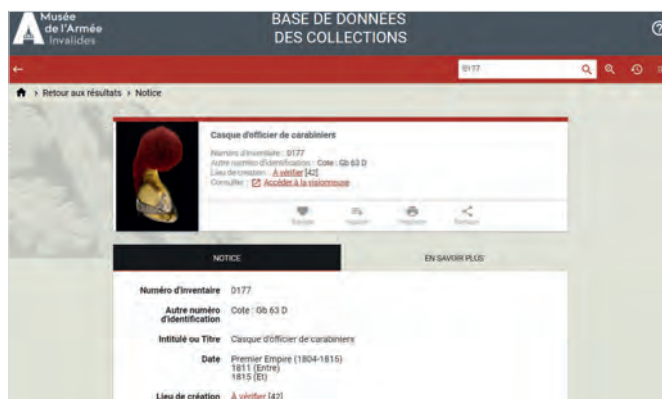 Musée
de l'Armée
Invalides
BASE DE DONNÉES
DES COLLECTIONS
0177
Retour aux résultats > Notice
Casque d'officier de carabiniers
Numéro d'inventaire : 0177
Autre numéro d'identification : Cote : Gb 63 D
Lieu de création : À vérifier [42]
Consulter : Accéder à la visionneuse
NOTICE
EN SAVOIR PLUS
Numéro d'inventaire 0177
Autre numéro
d'identification
Cote : Gb 63 D
Intitulé ou Titre Casque d'officier de carabiniers
Date Premier Empire (1804-1815)
1811 (Entre)
1815 (Et)
Lieu de création À vérifier [42]